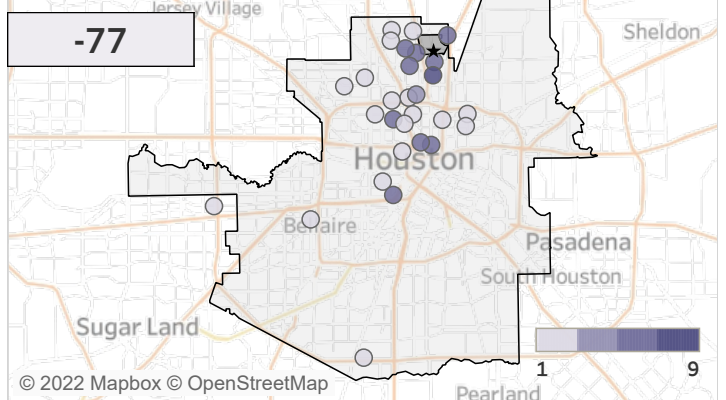 Jersey Village
-77
Sheldon
Houston
Bellaire
Pasadena
South Houston
Sugar Land
1
9
© 2022 Mapbox © OpenStreetMap
Pearland